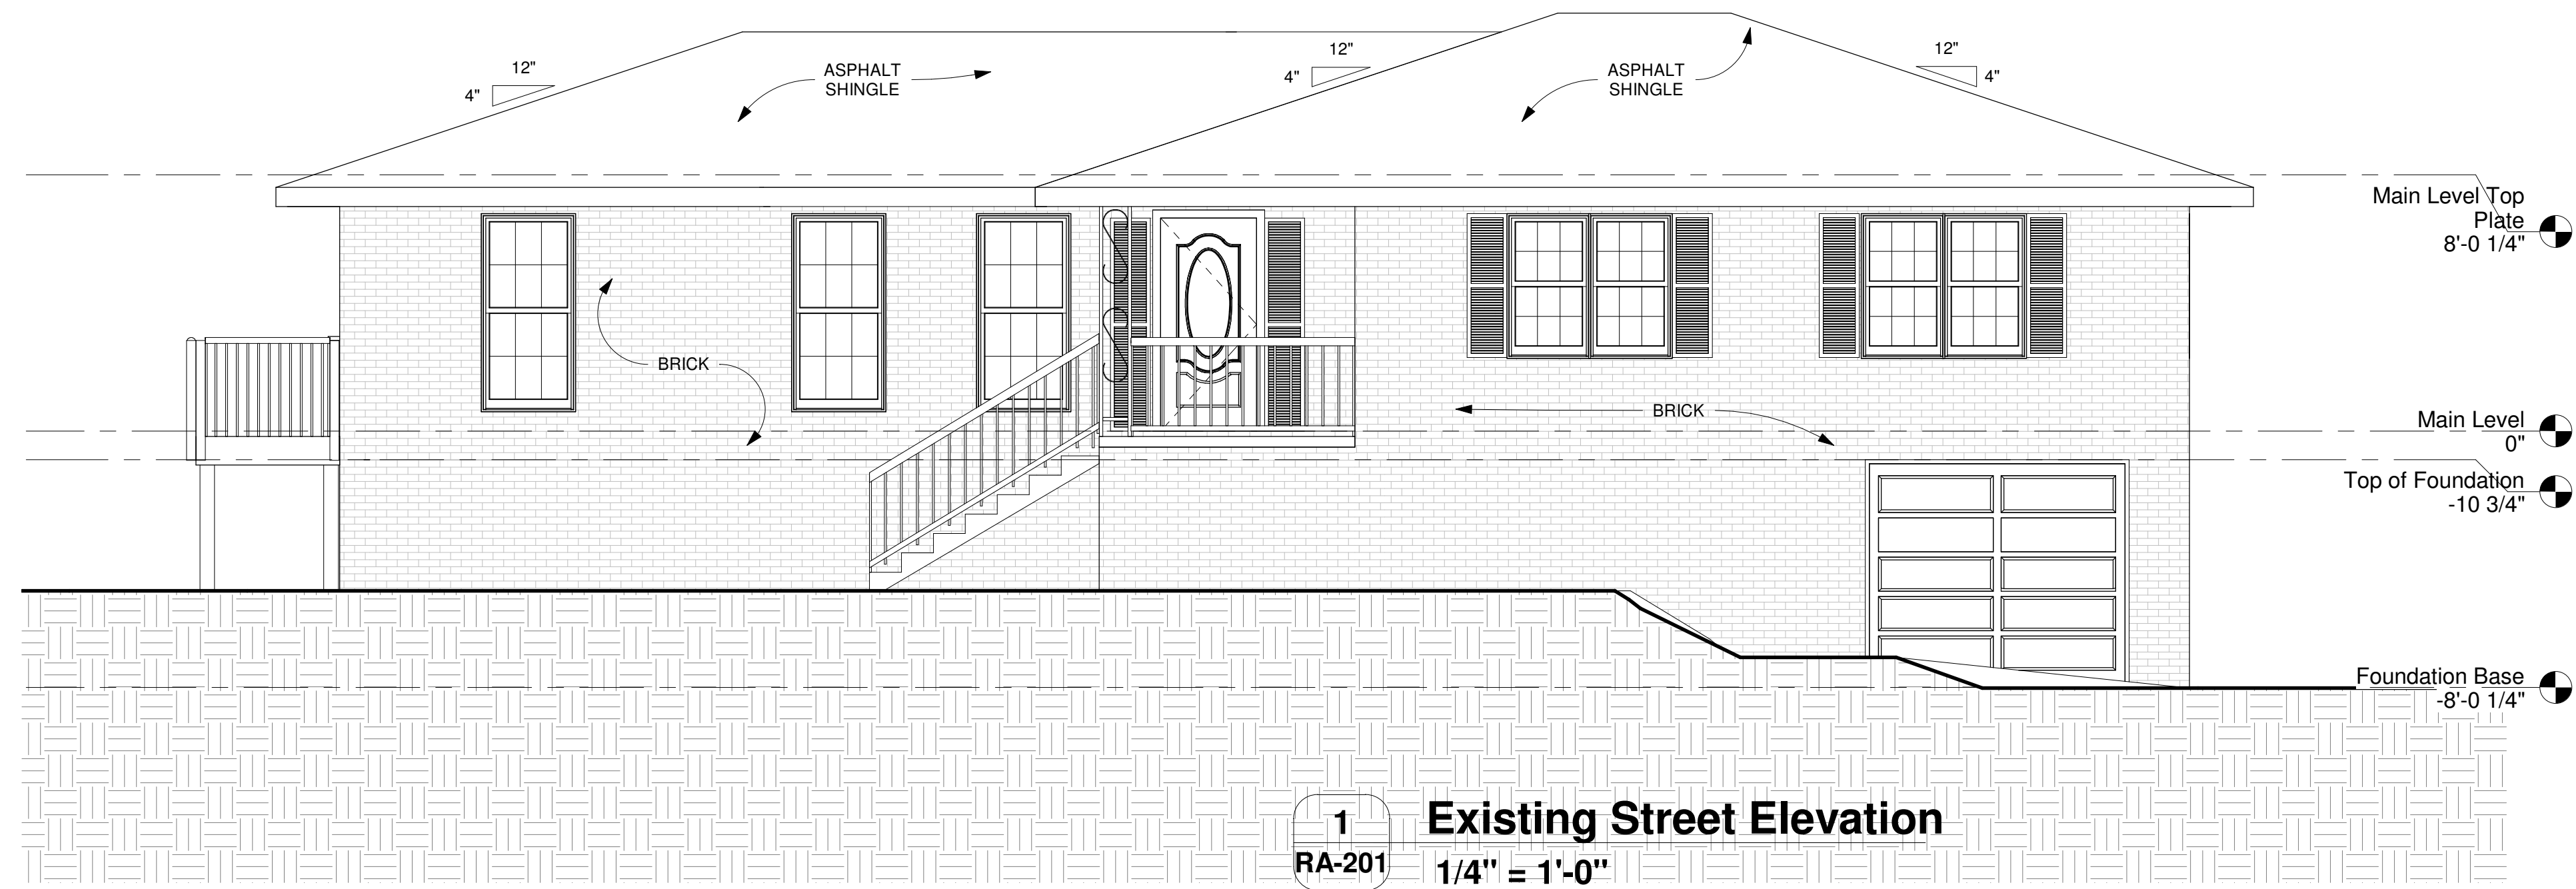 12"
4"
ASPHALT
SHINGLE
12"
4"
ASPHALT
SHINGLE
12"
4"
Main Level Top
Plate
8'-0 1/4"
BRICK
BRICK
Main Level
0"
Top of Foundation
-10 3/4"
Foundation Base
-8'-0 1/4"
1
RA-201
Existing Street Elevation
1/4" = 1'-0"